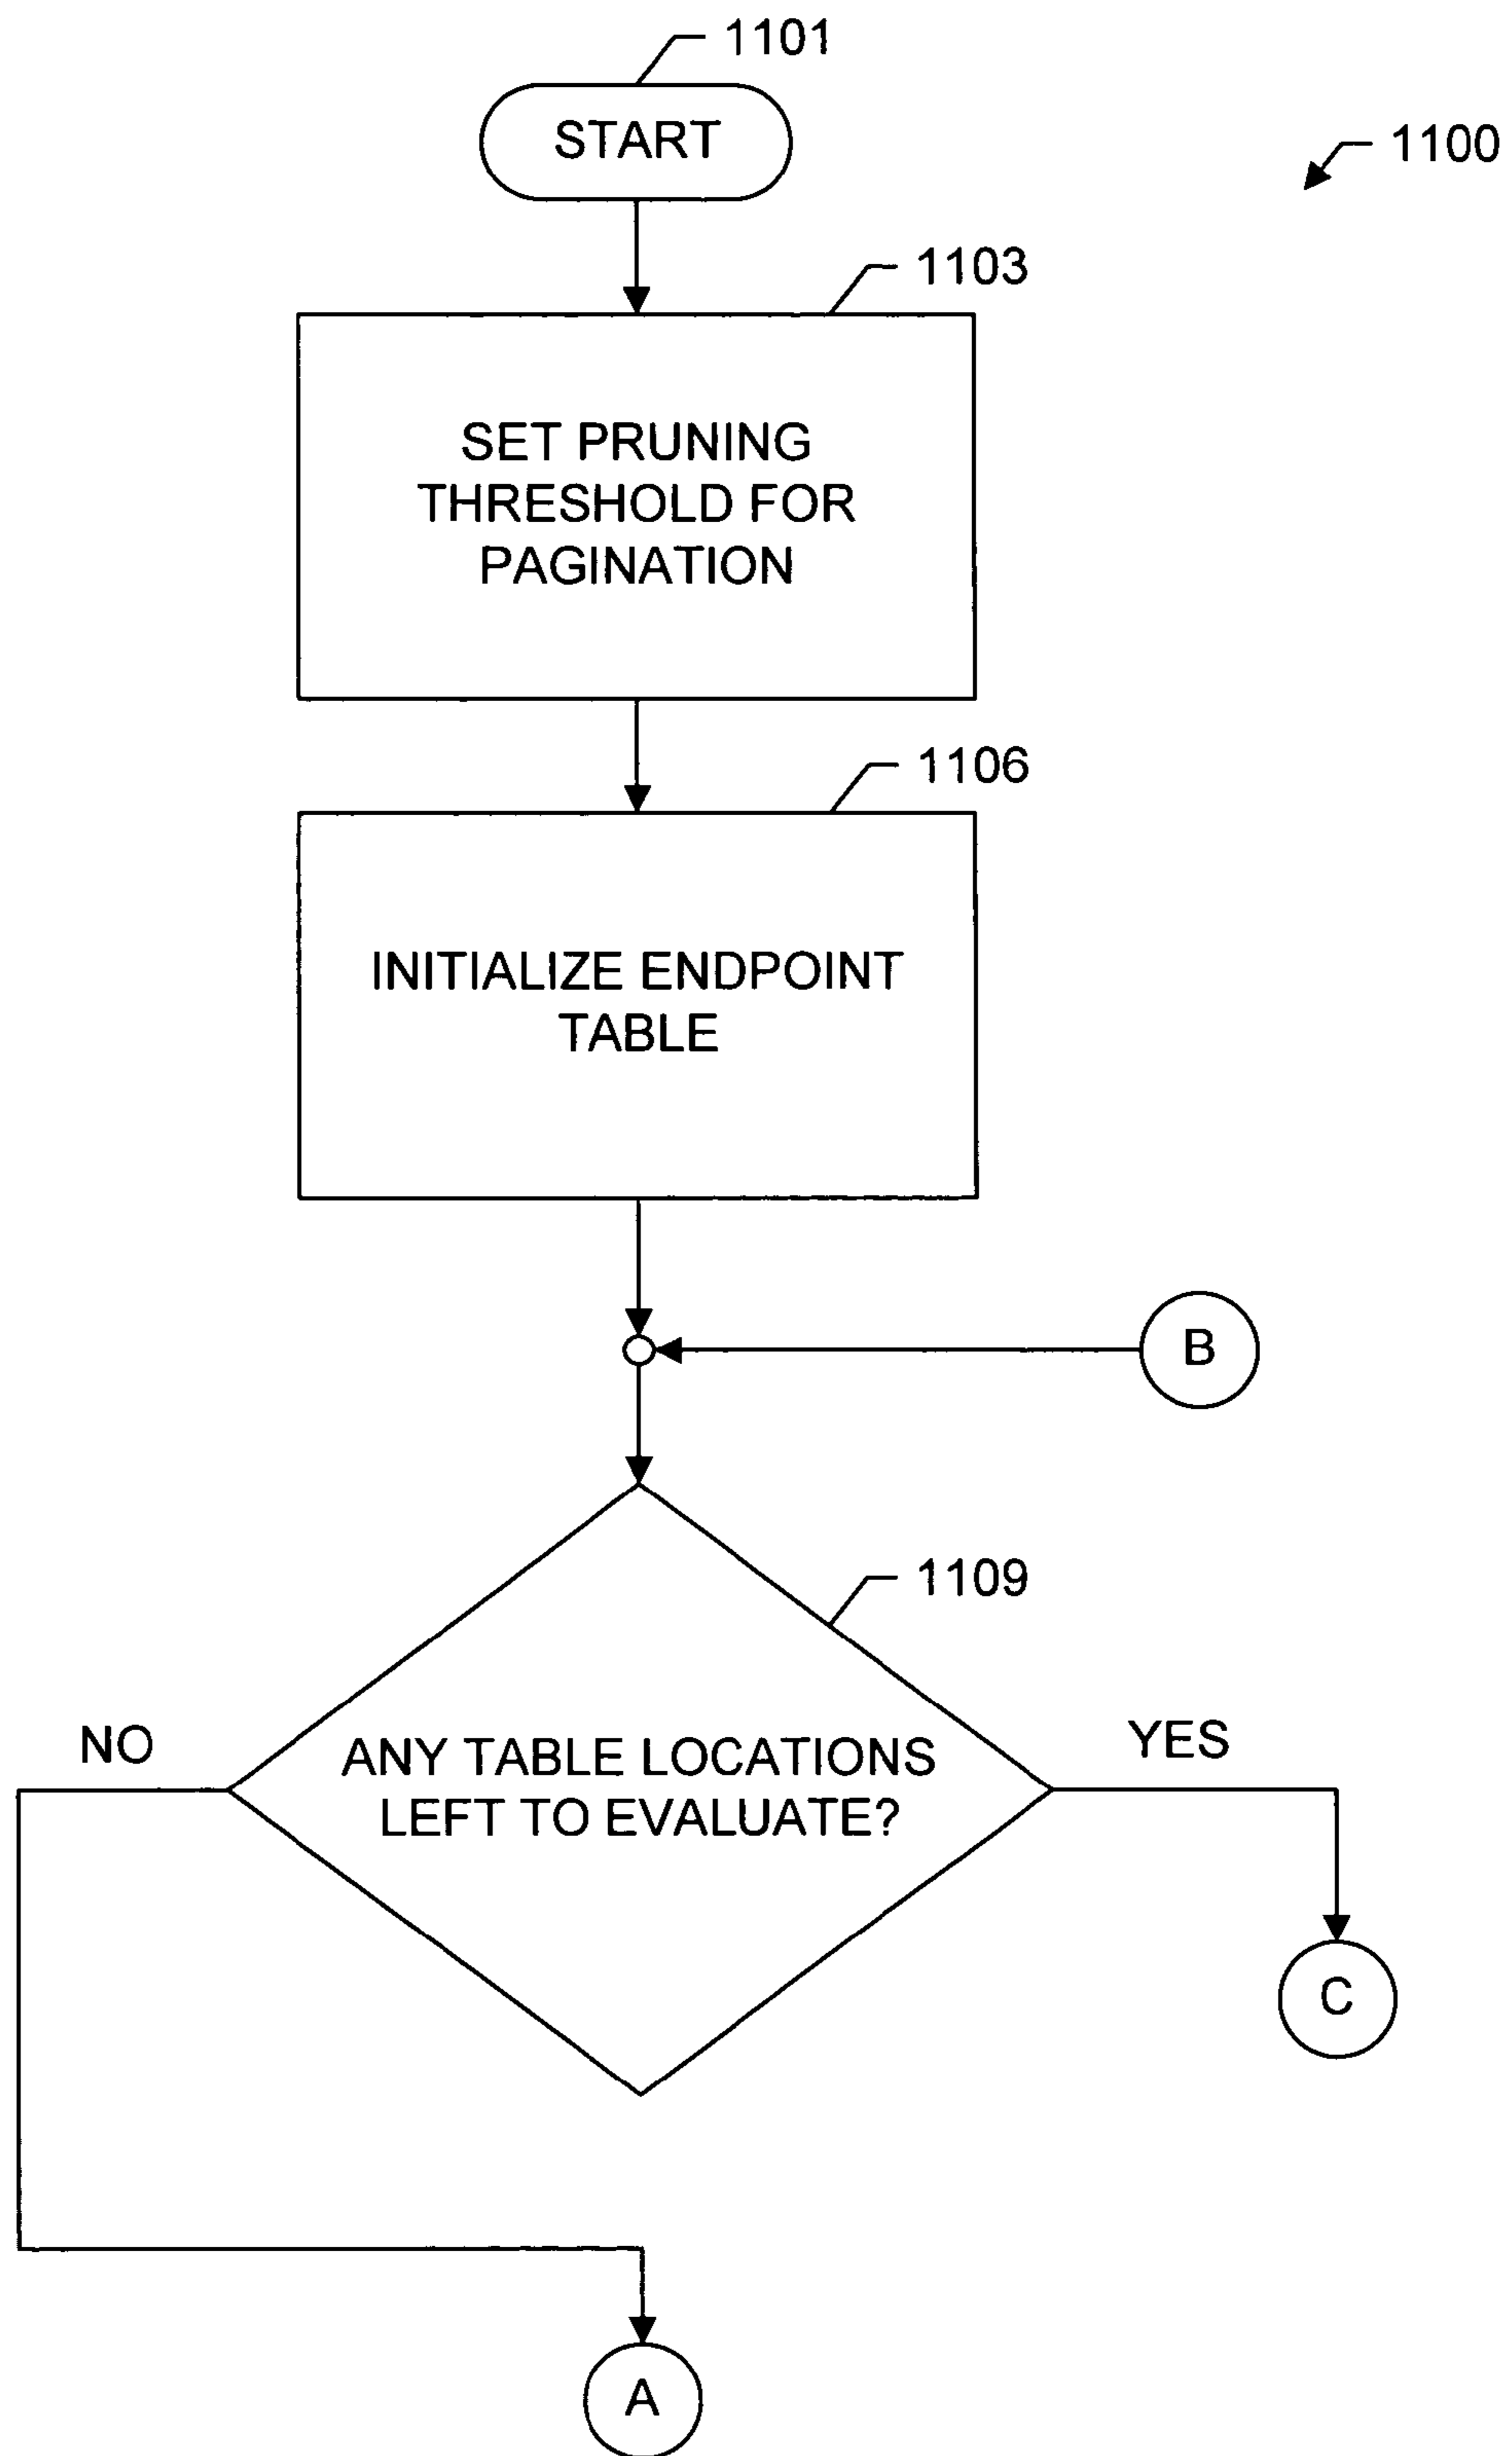 1101
START
1100
1103
SET PRUNING
THRESHOLD FOR
PAGINATION
1106
INITIALIZE ENDPOINT
TABLE
B
1109
NO
YES
ANY TABLE LOCATIONS
LEFT TO EVALUATE?
C
A